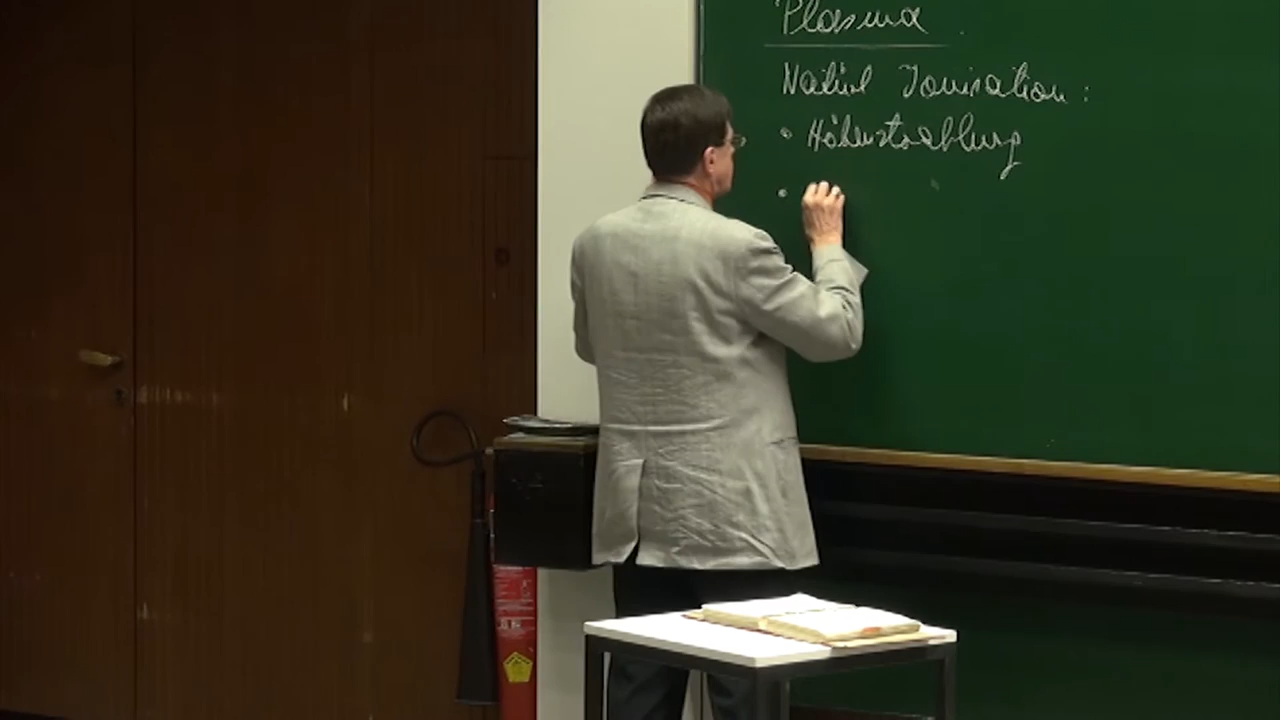 Plasma
Natürl Ionisation:
• Höhenstrahlung
•